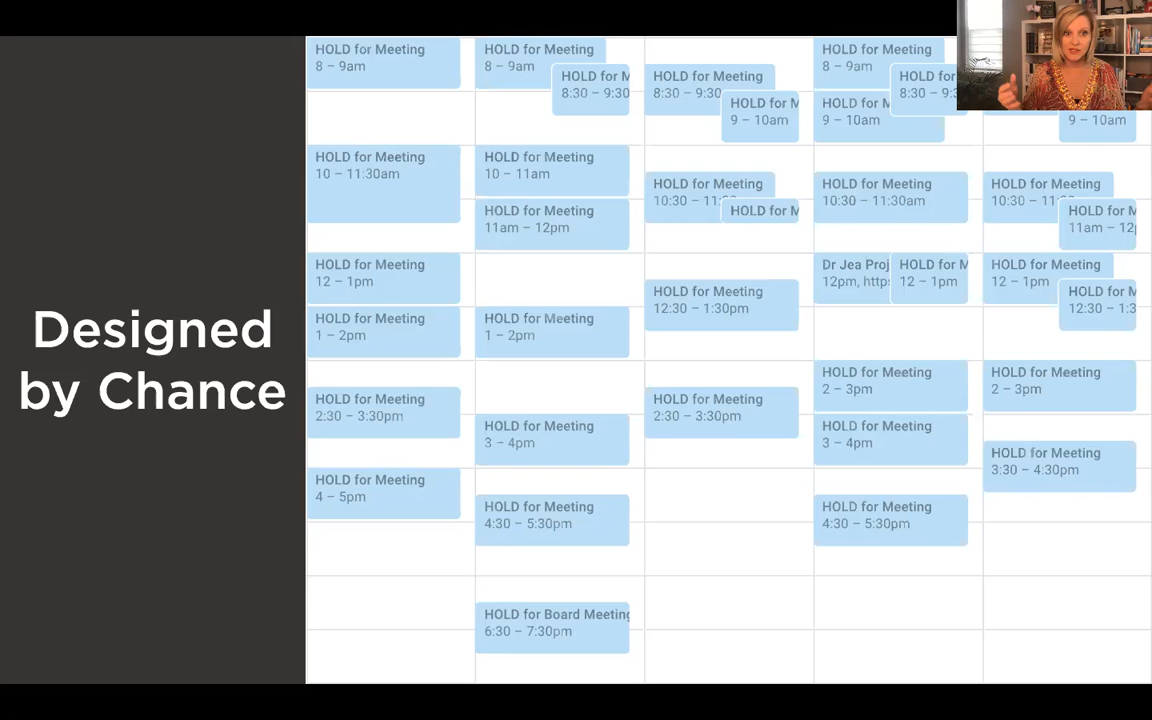 Designed
by Chance
HOLD for Meeting
8 – 9am
HOLD for Meeting
10 – 11:30am
HOLD for Meeting
12 – 1pm
HOLD for Meeting
1 – 2pm
HOLD for Meeting
2:30 – 3:30pm
HOLD for Meeting
4 – 5pm
HOLD for Meeting
8 – 9am
HOLD for M
8:30 – 9:30
HOLD for Meeting
10 – 11am
HOLD for Meeting
11am – 12pm
HOLD for Meeting
1 – 2pm
HOLD for Meeting
3 – 4pm
HOLD for Meeting
4:30 – 5:30pm
HOLD for Board Meeting
6:30 – 7:30pm
HOLD for Meeting
8:30 – 9:30
HOLD for M
9 – 10am
HOLD for Meeting
10:30 – 11:
HOLD for M
HOLD for Meeting
12:30 – 1:30pm
HOLD for Meeting
2:30 – 3:30pm
HOLD for Meeting
8 – 9am
HOLD for
8:30 – 9:3
HOLD for M
9 – 10am
HOLD for Meeting
10:30 – 11:30am
Dr Jea Proj
12pm, https
HOLD for M
12 – 1pm
HOLD for Meeting
2 – 3pm
HOLD for Meeting
3 – 4pm
HOLD for Meeting
4:30 – 5:30pm
9 – 10am
HOLD for Meeting
10:30 – 11:
HOLD for M
11am – 12p
HOLD for Meeting
12 – 1pm
HOLD for M
12:30 – 1:3
HOLD for Meeting
2 – 3pm
HOLD for Meeting
3:30 – 4:30pm